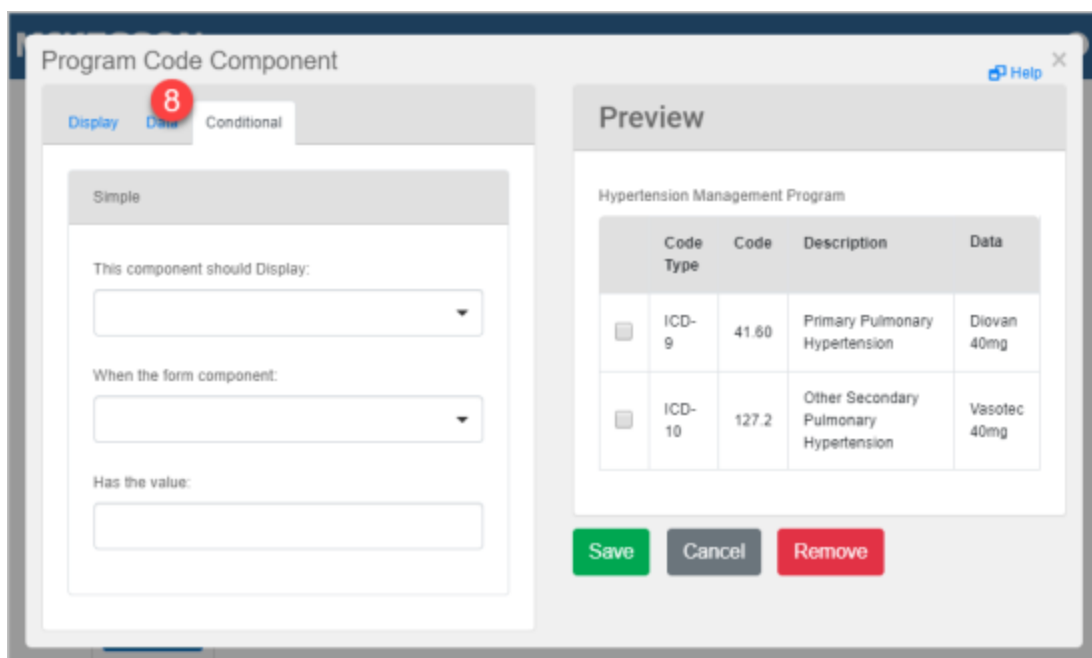 Program Code Component
×
Help
8
Display Data Conditional
Simple
This component should Display:
When the form component:
Has the value:
Preview
Hypertension Management Program
Code Type Code Description Data
ICD-9 41.60 Primary Pulmonary Hypertension Diovan 40mg
ICD-10 127.2 Other Secondary Pulmonary Hypertension Vasotec 40mg
Save Cancel Remove